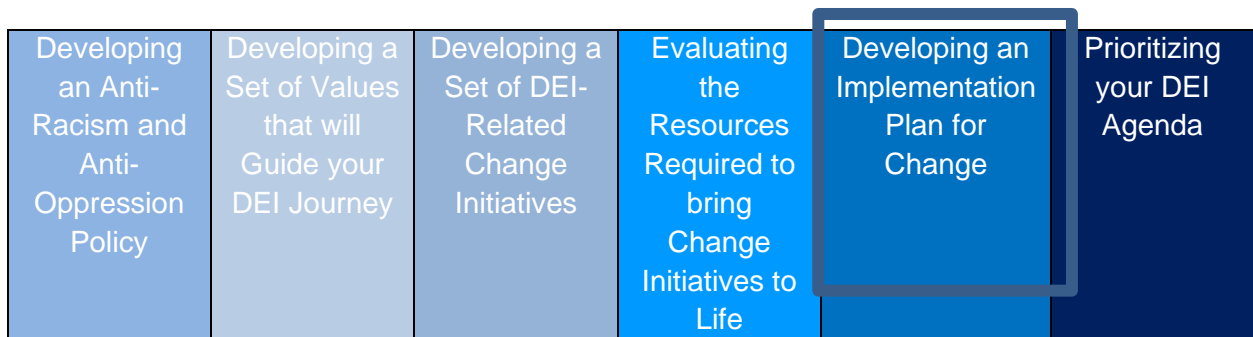 Developing
an Anti-
Racism and
Anti-
Oppression
Policy
Developing a
Set of Values
that will
Guide your
DEI Journey
Developing a
Set of DEI-
Related
Change
Initiatives
Evaluating
the
Resources
Required to
bring
Change
Initiatives to
Life
Developing an
Implementation
Plan for
Change
Prioritizing
your DEI
Agenda